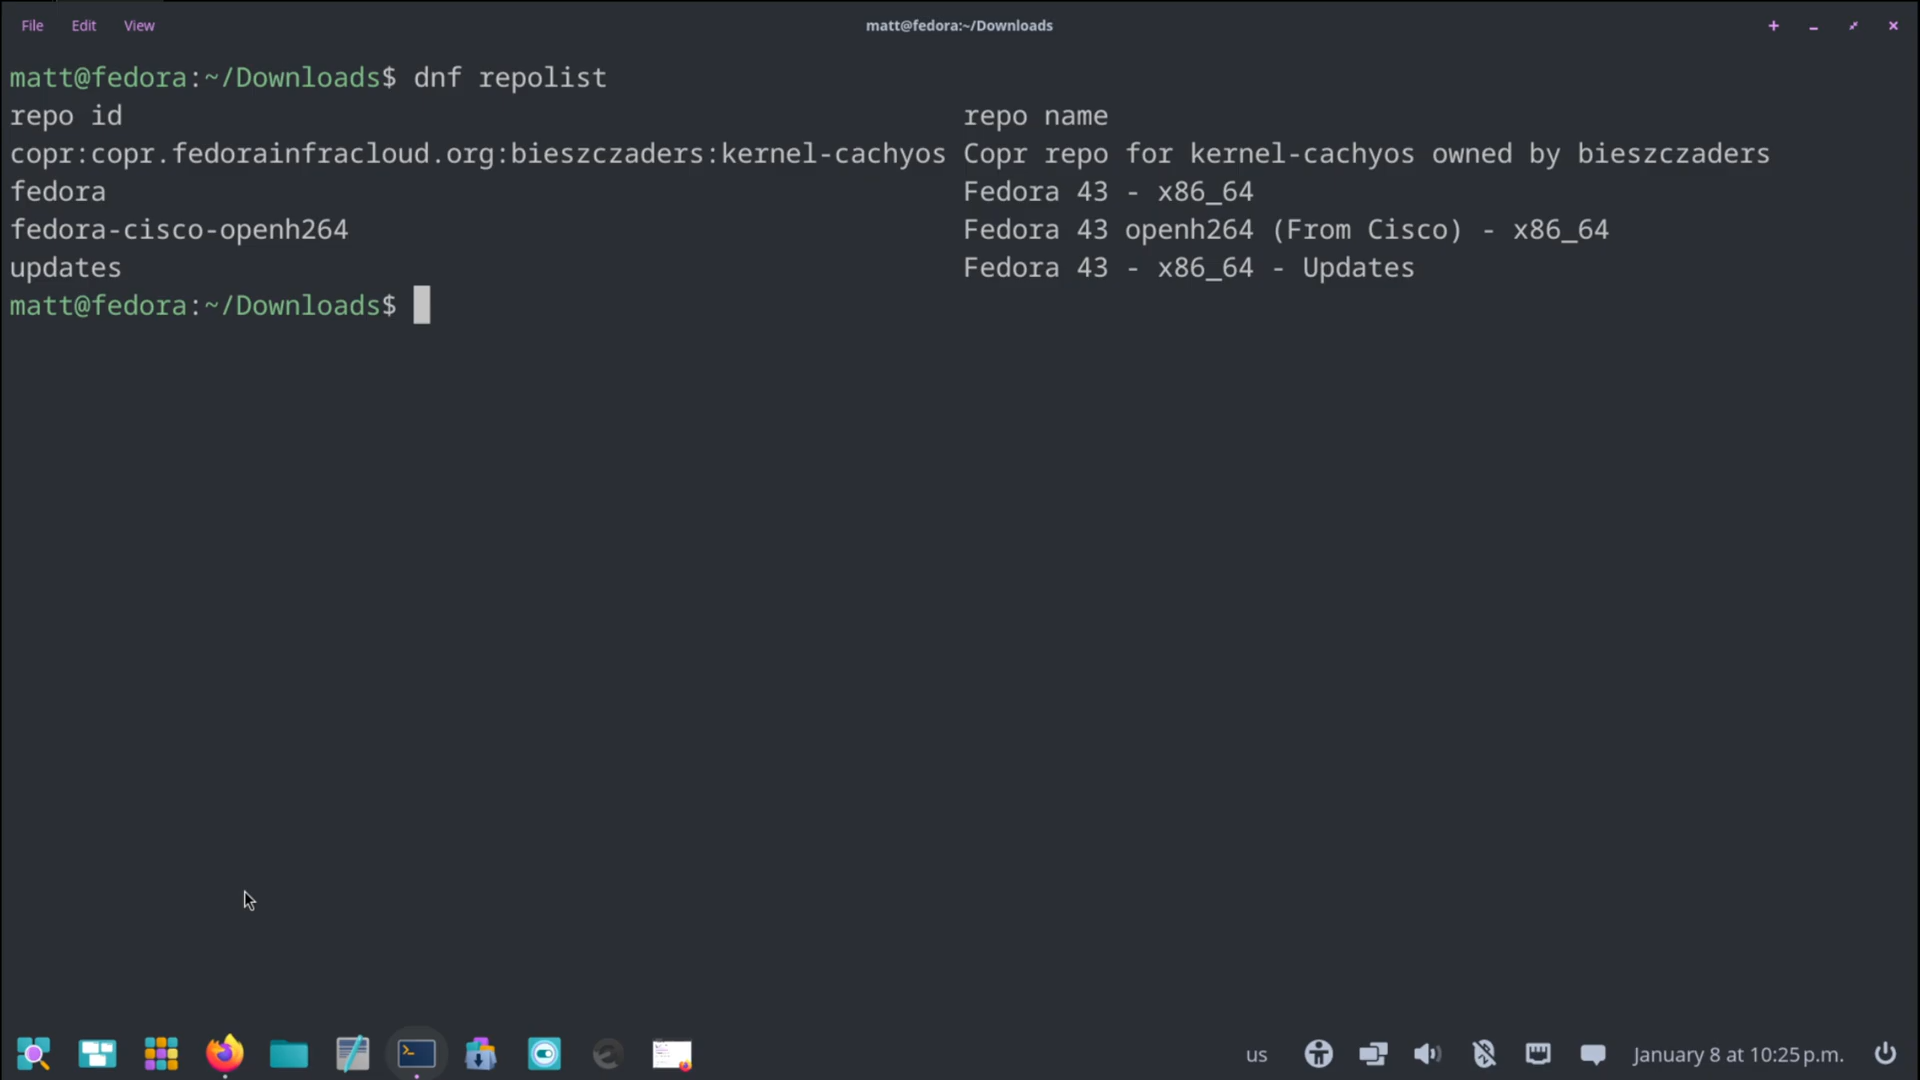 File Edit View matt@fedora:~/Downloads
matt@fedora:~/Downloads$ dnf repolist
repo id repo name
copr:copr.fedorainfracloud.org:bieszczaders:kernel-cachyos Copr repo for kernel-cachyos owned by bieszczaders
fedora Fedora 43 - x86_64
fedora-cisco-openh264 Fedora 43 openh264 (From Cisco) - x86_64
updates Fedora 43 - x86_64 - Updates
matt@fedora:~/Downloads$
us January 8 at 10:25 p.m.